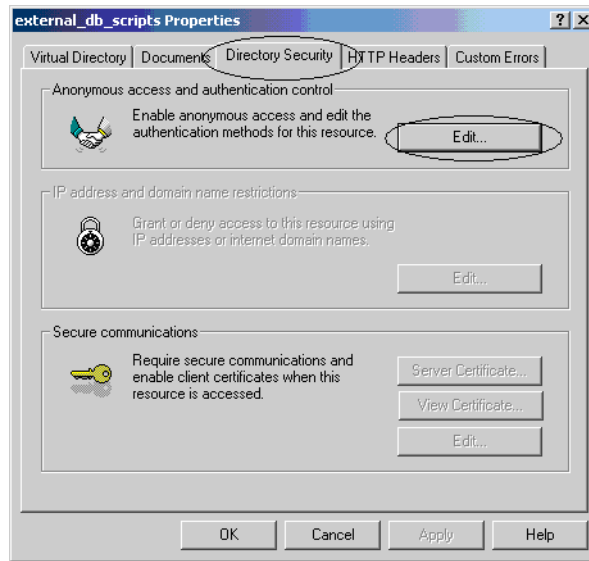 external_db_scripts Properties
Virtual Directory Documents Directory Security HTTP Headers Custom Errors
Anonymous access and authentication control
Enable anonymous access and edit the
authentication methods for this resource.
Edit...
IP address and domain name restrictions
Grant or deny access to this resource using
IP addresses or internet domain names.
Edit...
Secure communications
Require secure communications and
enable client certificates when this
resource is accessed.
Server Certificate...
View Certificate...
Edit...
OK Cancel Apply Help